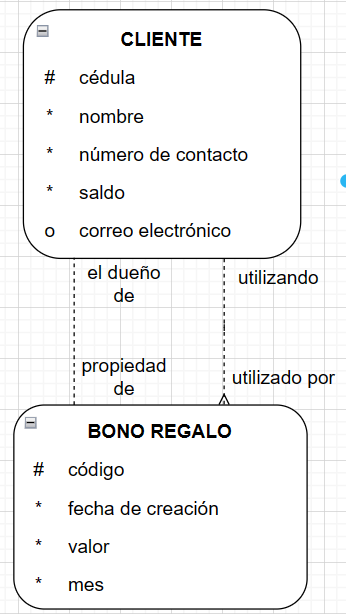 CLIENTE
# cédula
* nombre
* número de contacto
* saldo
o correo electrónico
el dueño
de
utilizando
propiedad
de
utilizado por
BONO REGALO
# código
* fecha de creación
* valor
* mes